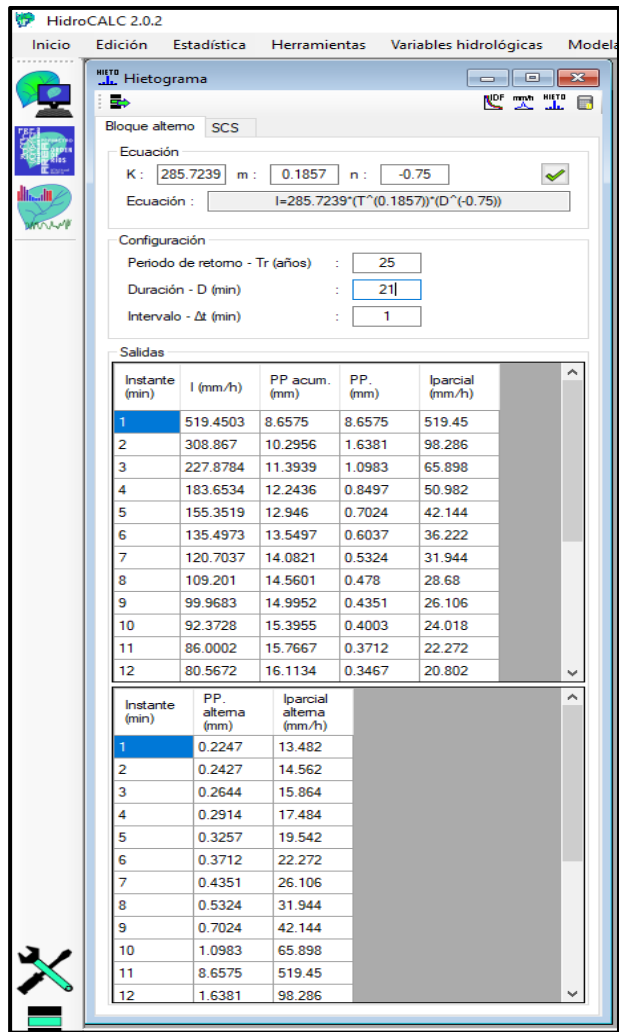 HidroCALC 2.0.2
Inicio Edición Estadística Herramientas Variables hidrológicas Modela
HIETO Hietograma
IDF mm/h HIETO
Bloque alterno SCS
Ecuación
K : 285.7239 m : 0.1857 n : -0.75
Ecuación : I=285.7239*(T^(0.1857))*(D^(-0.75))
Configuración
Periodo de retorno - Tr (años) : 25
Duración - D (min) : 21
Intervalo - Δt (min) : 1
Salidas
Instante (min) I (mm/h) PP acum. (mm) PP. (mm) Iparcial (mm/h)
1 519.4503 8.6575 8.6575 519.45
2 308.867 10.2956 1.6381 98.286
3 227.8784 11.3939 1.0983 65.898
4 183.6534 12.2436 0.8497 50.982
5 155.3519 12.946 0.7024 42.144
6 135.4973 13.5497 0.6037 36.222
7 120.7037 14.0821 0.5324 31.944
8 109.201 14.5601 0.478 28.68
9 99.9683 14.9952 0.4351 26.106
10 92.3728 15.3955 0.4003 24.018
11 86.0002 15.7667 0.3712 22.272
12 80.5672 16.1134 0.3467 20.802
Instante (min) PP. alterna (mm) Iparcial alterna (mm/h)
1 0.2247 13.482
2 0.2427 14.562
3 0.2644 15.864
4 0.2914 17.484
5 0.3257 19.542
6 0.3712 22.272
7 0.4351 26.106
8 0.5324 31.944
9 0.7024 42.144
10 1.0983 65.898
11 8.6575 519.45
12 1.6381 98.286